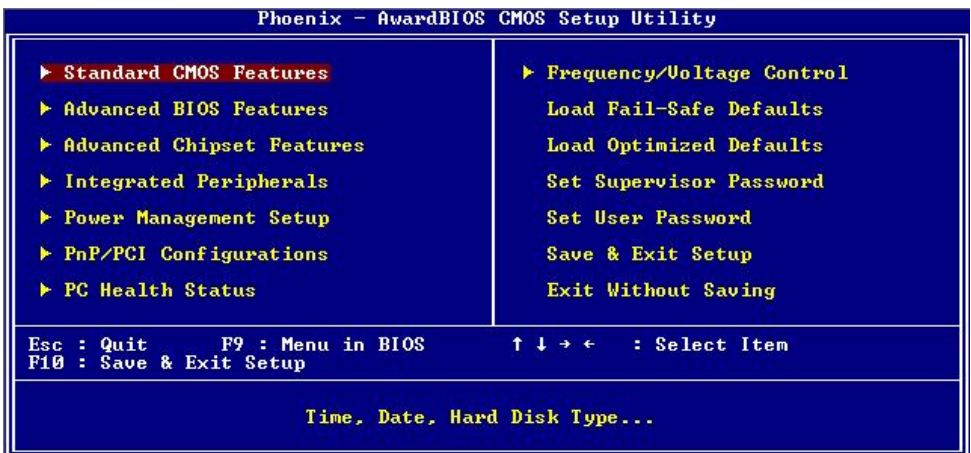 Phoenix - AwardBIOS CMOS Setup Utility
► Standard CMOS Features
► Advanced BIOS Features
► Advanced Chipset Features
► Integrated Peripherals
► Power Management Setup
► PnP/PCI Configurations
► PC Health Status
► Frequency/Voltage Control
Load Fail-Safe Defaults
Load Optimized Defaults
Set Supervisor Password
Set User Password
Save & Exit Setup
Exit Without Saving
Esc : Quit F9 : Menu in BIOS ↑ ↓ → ← : Select Item
F10 : Save & Exit Setup
Time, Date, Hard Disk Type...